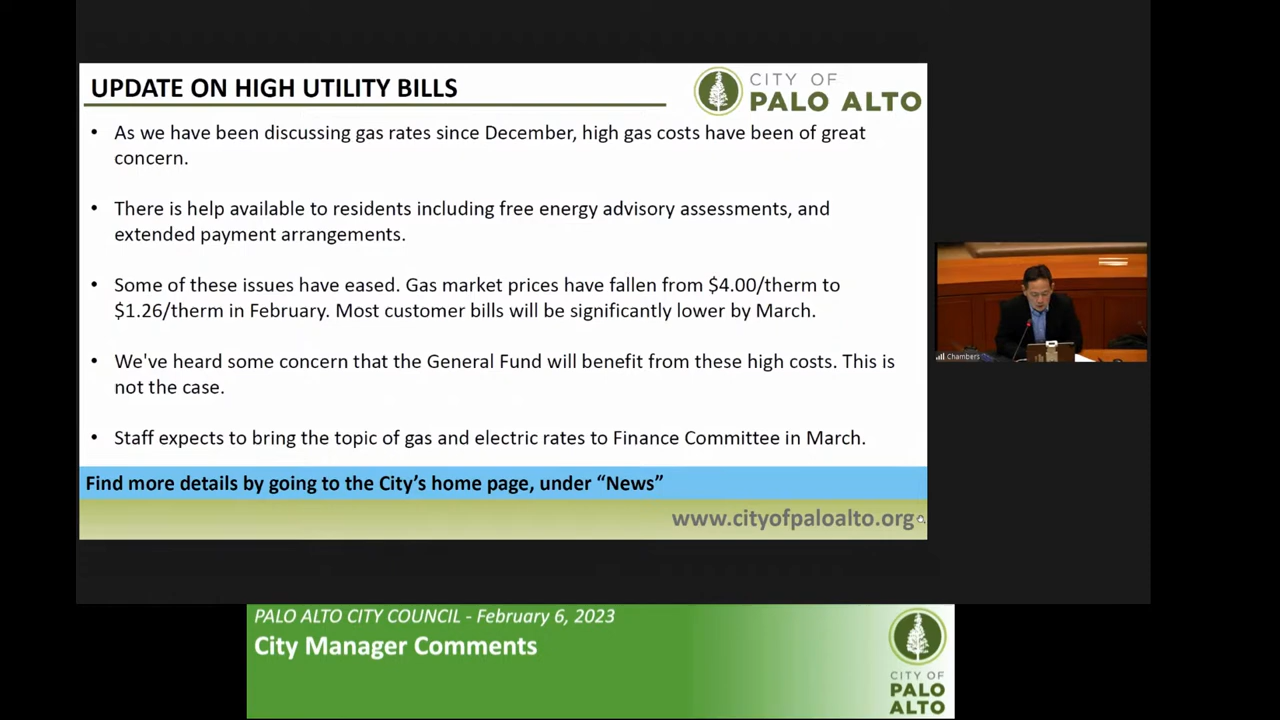 UPDATE ON HIGH UTILITY BILLS
CITY OF
PALO ALTO
• As we have been discussing gas rates since December, high gas costs have been of great
concern.
• There is help available to residents including free energy advisory assessments, and
extended payment arrangements.
• Some of these issues have eased. Gas market prices have fallen from $4.00/therm to
$1.26/therm in February. Most customer bills will be significantly lower by March.
• We've heard some concern that the General Fund will benefit from these high costs. This is
not the case.
• Staff expects to bring the topic of gas and electric rates to Finance Committee in March.
Find more details by going to the City's home page, under “News”
www.cityofpaloalto.org
Chambers
PALO ALTO CITY COUNCIL - February 6, 2023
City Manager Comments
CITY OF
PALO
ALTO